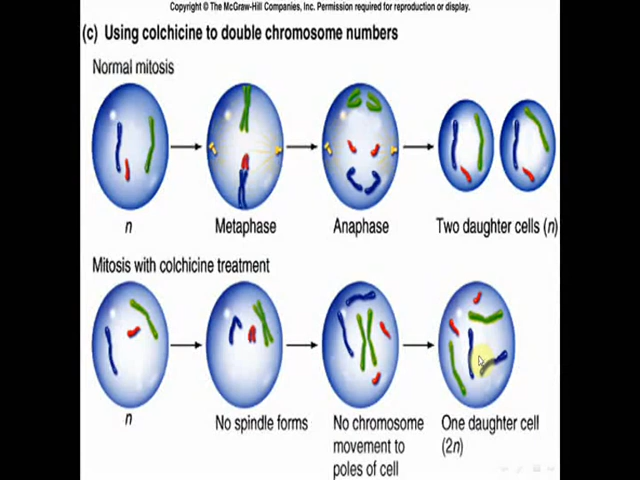 Copyright © The McGraw-Hill Companies, Inc. Permission required for reproduction or display.
(c) Using colchicine to double chromosome numbers
Normal mitosis
n
Metaphase
Anaphase
Two daughter cells (n)
Mitosis with colchicine treatment
n
No spindle forms
No chromosome
movement to
poles of cell
One daughter cell
(2n)